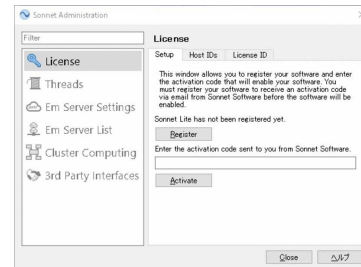 Sonnet Administration
Filter
License
Threads
Em Server Settings
Em Server List
Cluster Computing
3rd Party Interfaces
License
Setup Host IDs License ID
This window allows you to register your software and enter
the activation code that will enable your software. You
must register your software to receive an activation code
via email from Sonnet Software before the software will be
enabled.
Sonnet Lite has not been registered yet.
Register
Enter the activation code sent to you from Sonnet Software.
Activate
Close ヘルプ